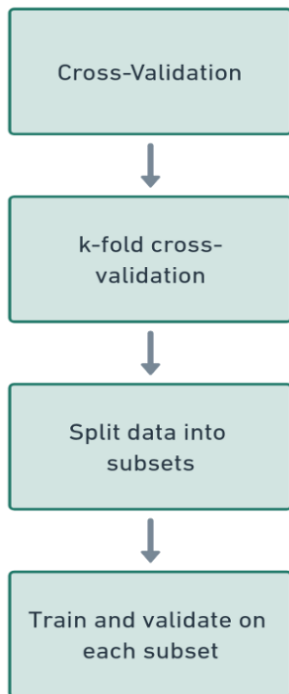 Cross-Validation
k-fold cross-
validation
Split data into
subsets
Train and validate on
each subset